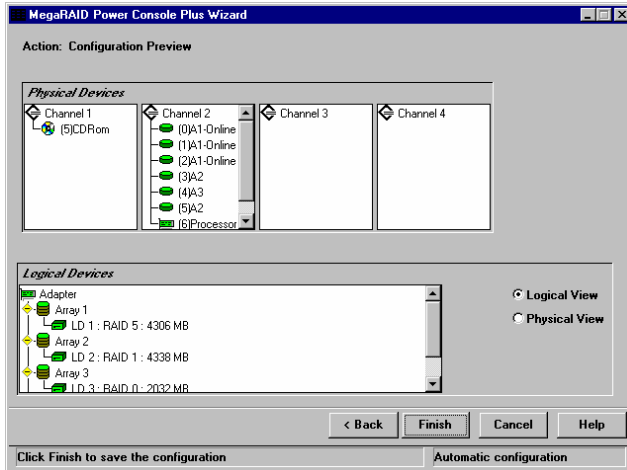 MegaRAID Power Console Plus Wizard
Action: Configuration Preview
Physical Devices
Channel 1
(5)CDRom
Channel 2
(0)A1-Online
(1)A1-Online
(2)A1-Online
(3)A2
(4)A3
(5)A2
(6)Processor
Channel 3
Channel 4
Logical Devices
Adapter
Array 1
LD 1 : RAID 5 : 4306 MB
Array 2
LD 2 : RAID 1 : 4338 MB
Array 3
LD 3 : RAID 0 : 2032 MB
Logical View
Physical View
< Back
Finish
Cancel
Help
Click Finish to save the configuration
Automatic configuration